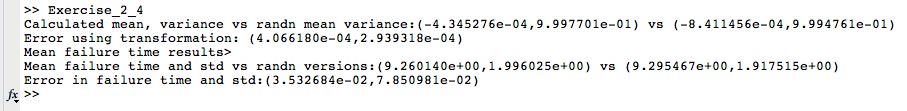 >> Exercise_2_4
Calculated mean, variance vs randn mean variance:(-4.345276e-04,9.997701e-01) vs (-8.411456e-04,9.994761e-01)
Error using transformation: (4.066180e-04,2.939318e-04)
Mean failure time results>
Mean failure time and std vs randn versions:(9.260140e+00,1.996025e+00) vs (9.295467e+00,1.917515e+00)
Error in failure time and std:(3.532684e-02,7.850981e-02)
fx >>